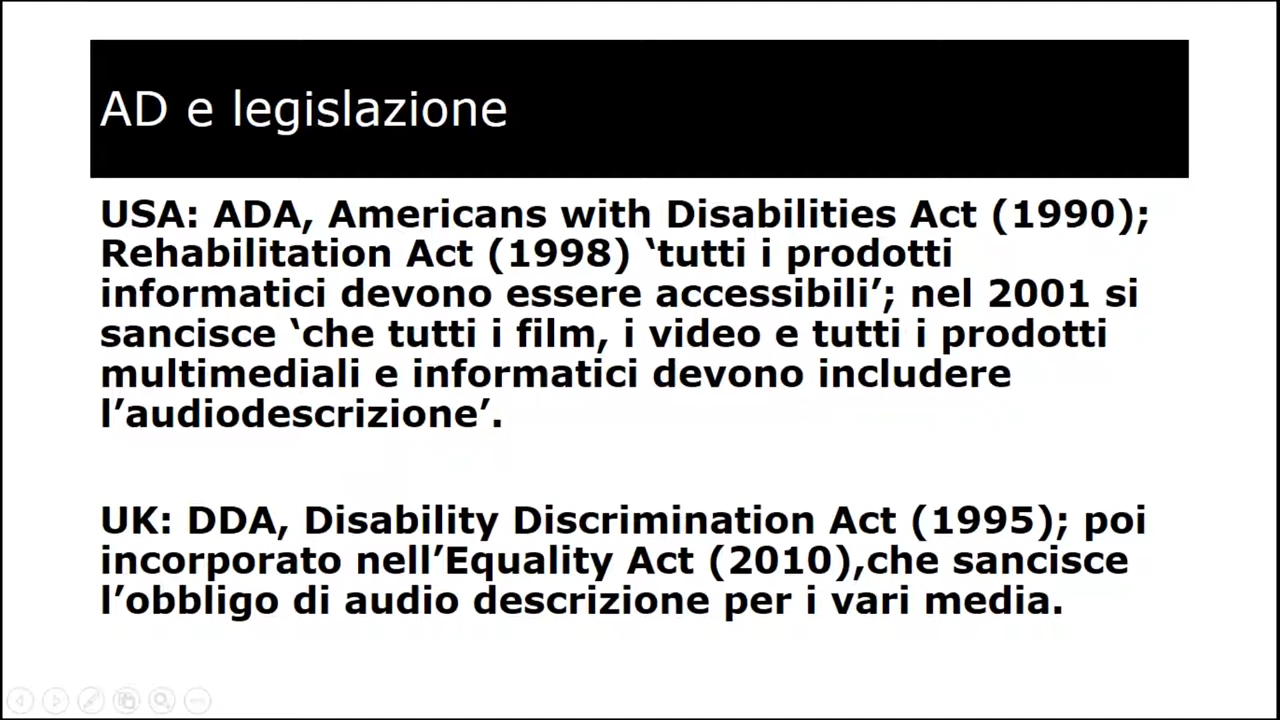 AD e legislazione
USA: ADA, Americans with Disabilities Act (1990);
Rehabilitation Act (1998) ‘tutti i prodotti
informatici devono essere accessibili’; nel 2001 si
sancisce ‘che tutti i film, i video e tutti i prodotti
multimediali e informatici devono includere
l’audiodescrizione’.
UK: DDA, Disability Discrimination Act (1995); poi
incorporato nell’Equality Act (2010),che sancisce
l’obbligo di audio descrizione per i vari media.